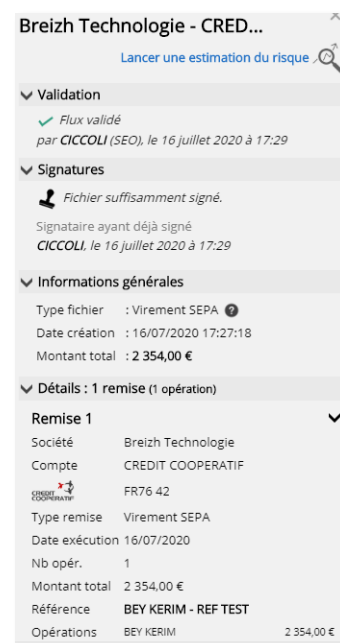 Breizh Technologie - CRED...
Lancer une estimation du risque
Validation
Flux validé
par CICCOLI (SEO), le 16 juillet 2020 à 17:29
Signatures
Fichier suffisamment signé.
Signataire ayant déjà signé
CICCOLI, le 16 juillet 2020 à 17:29
Informations générales
Type fichier : Virement SEPA ?
Date création : 16/07/2020 17:27:18
Montant total : 2 354,00 €
Détails : 1 remise (1 opération)
Remise 1
Société Breizh Technologie
Compte CREDIT COOPERATIF
CREDIT COOPERATIF FR76 42
Type remise Virement SEPA
Date exécution 16/07/2020
Nb opér. 1
Montant total 2 354,00 €
Référence BEY KERIM - REF TEST
Opérations BEY KERIM 2 354,00 €